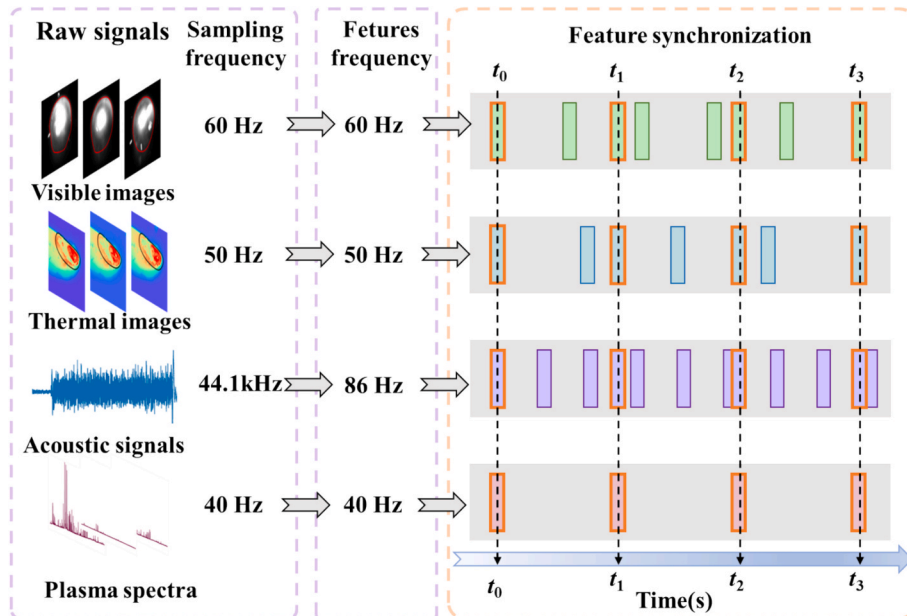 Raw signals
Sampling
frequency
Fetures
frequency
Feature synchronization
t0
t1
t2
t3
60 Hz
60 Hz
Visible images
50 Hz
50 Hz
Thermal images
44.1kHz
86 Hz
Acoustic signals
40 Hz
40 Hz
Plasma spectra
t0
t1
t2
t3
Time(s)